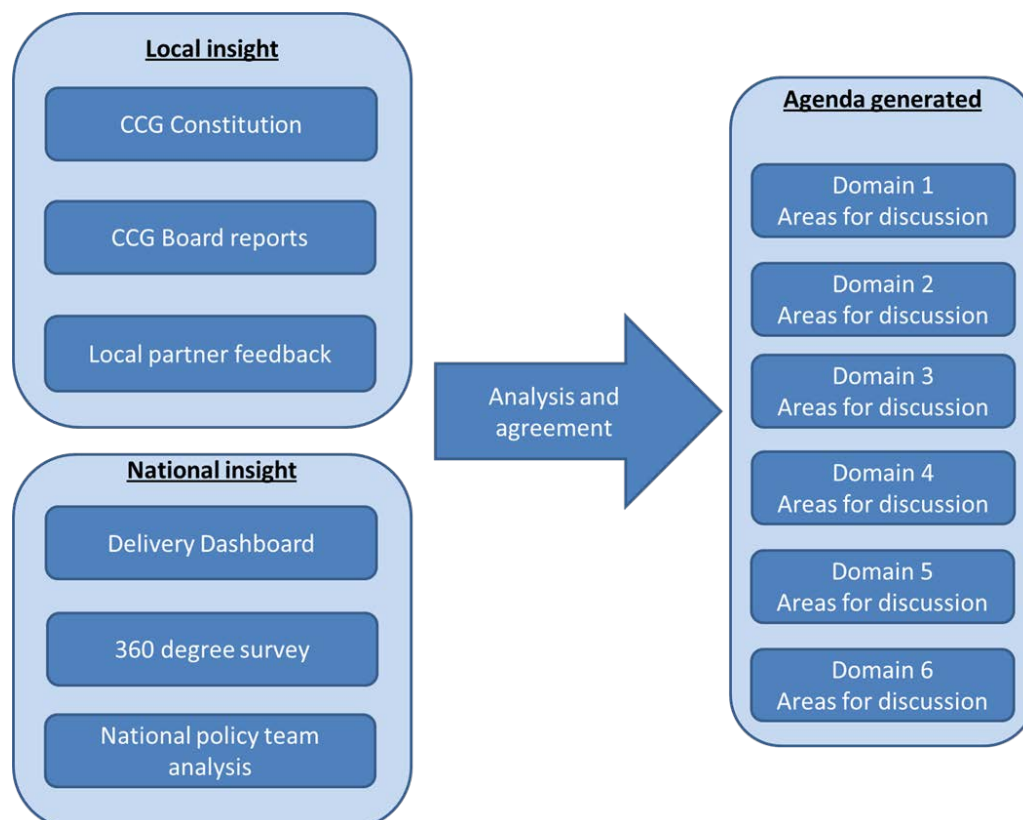 Local insight
CCG Constitution
CCG Board reports
Local partner feedback
National insight
Delivery Dashboard
360 degree survey
National policy team
analysis
Analysis and
agreement
Agenda generated
Domain 1
Areas for discussion
Domain 2
Areas for discussion
Domain 3
Areas for discussion
Domain 4
Areas for discussion
Domain 5
Areas for discussion
Domain 6
Areas for discussion